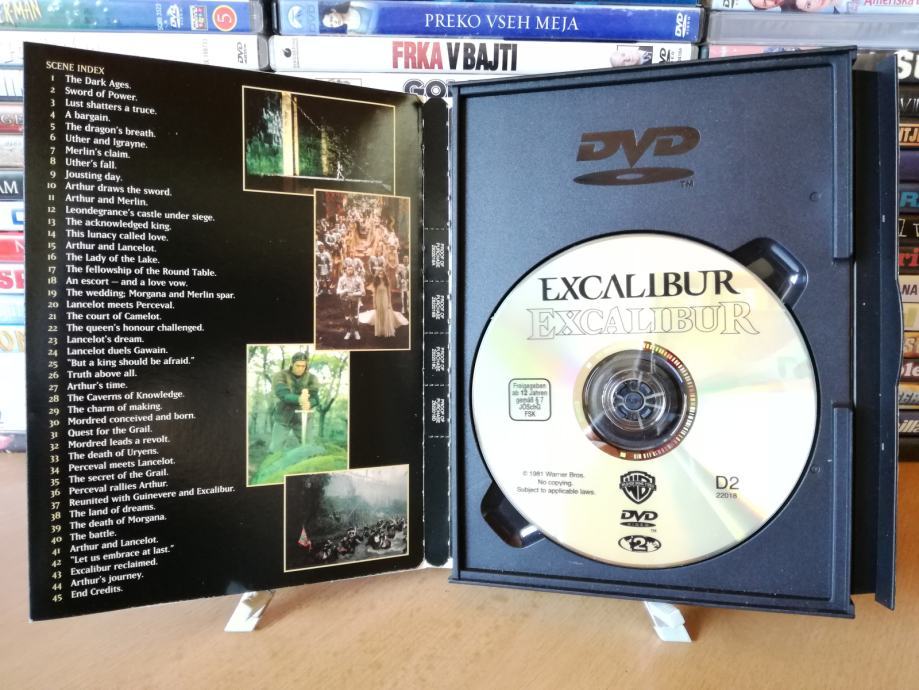 PREKO VSEH MEJA
DVD
FRKA V BAJTI
5
SCENE INDEX
1 The Dark Ages.
2 Sword of Power.
3 Lust shatters a truce.
4 A bargain.
5 The dragon's breath.
6 Uther and Igrayne.
7 Merlin's claim.
8 Uther's fall.
9 Jousting day.
10 Arthur draws the sword.
11 Arthur and Merlin.
12 Leondegrance's castle under siege.
13 The acknowledged king.
14 This lunacy called love.
15 Arthur and Lancelot.
16 The Lady of the Lake.
17 The fellowship of the Round Table.
18 An escort — and a love vow.
19 The wedding; Morgana and Merlin spar.
20 Lancelot meets Perceval.
21 The court of Camelot.
22 The queen's honour challenged.
23 Lancelot's dream.
24 Lancelot duels Gawain.
25 "But a king should be afraid."
26 Truth above all.
27 Arthur's time.
28 The Caverns of Knowledge.
29 The charm of making.
30 Mordred conceived and born.
31 Quest for the Grail.
32 Mordred leads a revolt.
33 The death of Uryens.
34 Perceval meets Lancelot.
35 The secret of the Grail.
36 Perceval rallies Arthur.
37 Reunited with Guinevere and Excalibur.
38 The land of dreams.
39 The death of Morgana.
40 The battle.
41 Arthur and Lancelot.
42 "Let us embrace at last."
43 Excalibur reclaimed.
44 Arthur's journey.
45 End Credits.
DVD
TM
EXCALIBUR
EXCALIBUR
Freigegeben
ab 12 Jahren
gemäß § 7
JÖSchG
FSK
© 1981 Warner Bros.
No copying.
Subject to applicable laws.
D2
22018
DVD
VIDEO
2